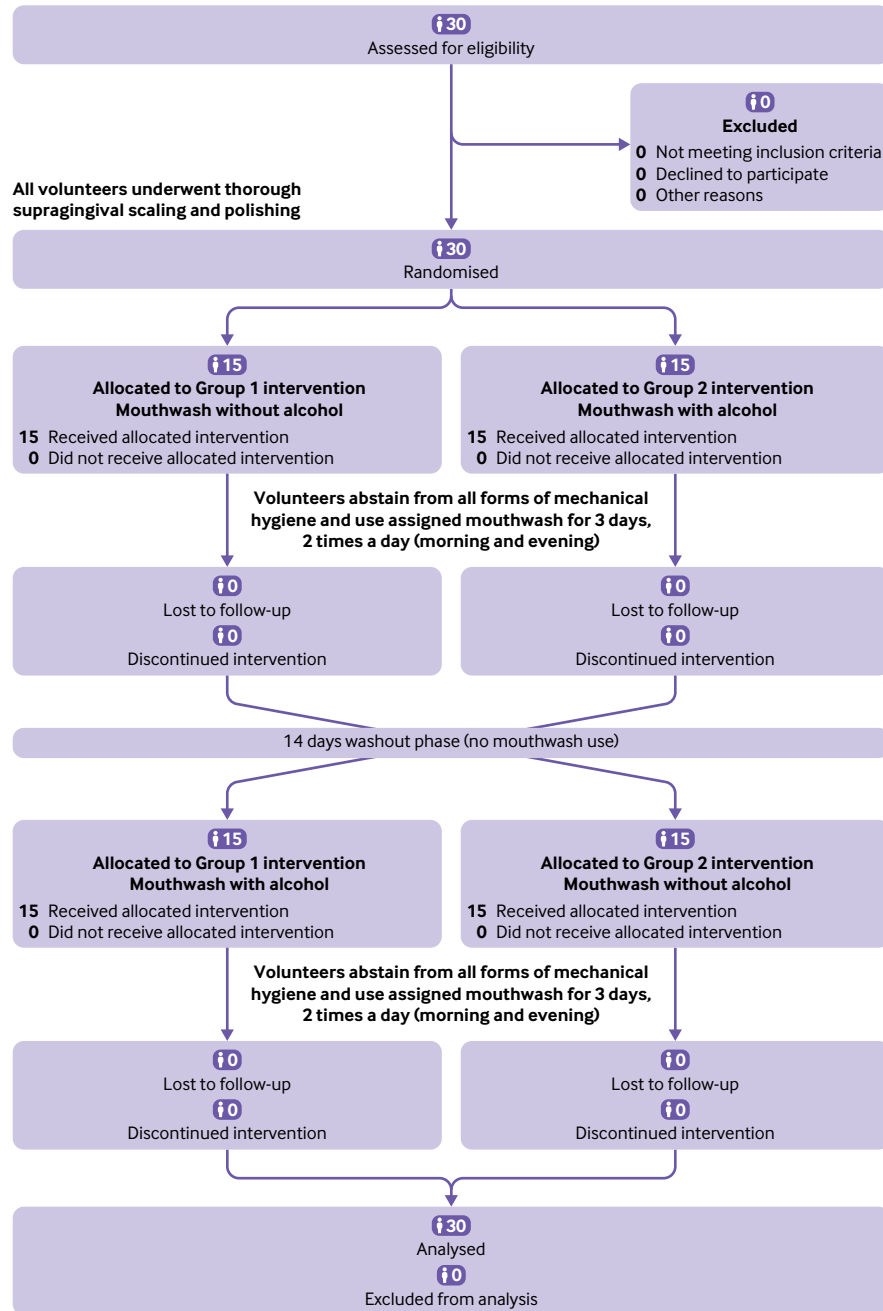 30
Assessed for eligibility
0
Excluded
0 Not meeting inclusion criteria
0 Declined to participate
0 Other reasons
All volunteers underwent thorough
supragingival scaling and polishing
30
Randomised
15
Allocated to Group 1 intervention
Mouthwash without alcohol
15 Received allocated intervention
0 Did not receive allocated intervention
15
Allocated to Group 2 intervention
Mouthwash with alcohol
15 Received allocated intervention
0 Did not receive allocated intervention
Volunteers abstain from all forms of mechanical
hygiene and use assigned mouthwash for 3 days,
2 times a day (morning and evening)
0
Lost to follow-up
0
Discontinued intervention
0
Lost to follow-up
0
Discontinued intervention
14 days washout phase (no mouthwash use)
15
Allocated to Group 1 intervention
Mouthwash with alcohol
15 Received allocated intervention
0 Did not receive allocated intervention
15
Allocated to Group 2 intervention
Mouthwash without alcohol
15 Received allocated intervention
0 Did not receive allocated intervention
Volunteers abstain from all forms of mechanical
hygiene and use assigned mouthwash for 3 days,
2 times a day (morning and evening)
0
Lost to follow-up
0
Discontinued intervention
0
Lost to follow-up
0
Discontinued intervention
30
Analysed
0
Excluded from analysis